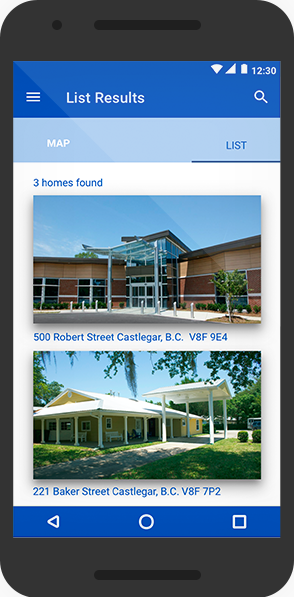 12:30
List Results
MAP
LIST
3 homes found
500 Robert Street Castlegar, B.C.  V8F 9E4
221 Baker Street Castlegar, B.C. V8F 7P2